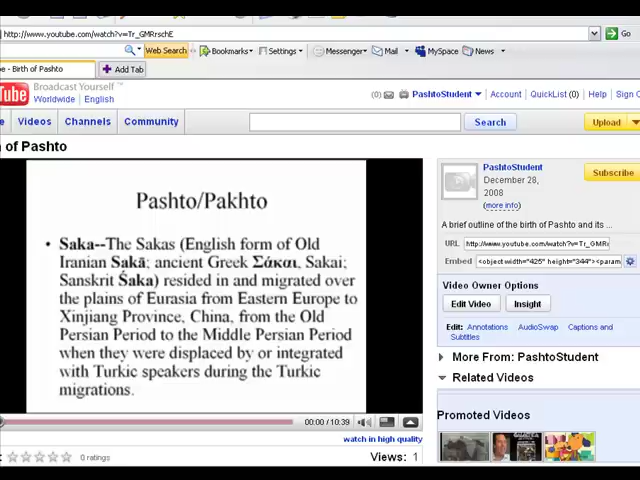 http://www.youtube.com/watch?v=Tr_GMRrschE Go
Web Search Bookmarks Settings Messenger Mail MySpace News
e - Birth of Pashto Add Tab
Tube Broadcast Yourself™
Worldwide English
(0) PashtoStudent Account QuickList (0) Help Sign
e Videos Channels Community Search Upload
of Pashto
Pashto/Pakhto
• Saka--The Sakas (English form of Old
Iranian Sakā; ancient Greek Σάκαι, Sakai;
Sanskrit Śaka) resided in and migrated over
the plains of Eurasia from Eastern Europe to
Xinjiang Province, China, from the Old
Persian Period to the Middle Persian Period
when they were displaced by or integrated
with Turkic speakers during the Turkic
migrations.
00:00 / 10:39
watch in high quality
0 ratings
Views: 1
PashtoStudent
December 28,
2008
(more info)
Subscribe
A brief outline of the birth of Pashto and its ...
URL http://www.youtube.com/watch?v=Tr_GMRr
Embed <object width="425" height="344"><param
Video Owner Options
Edit Video Insight
Edit: Annotations AudioSwap Captions and
Subtitles
More From: PashtoStudent
Related Videos
Promoted Videos